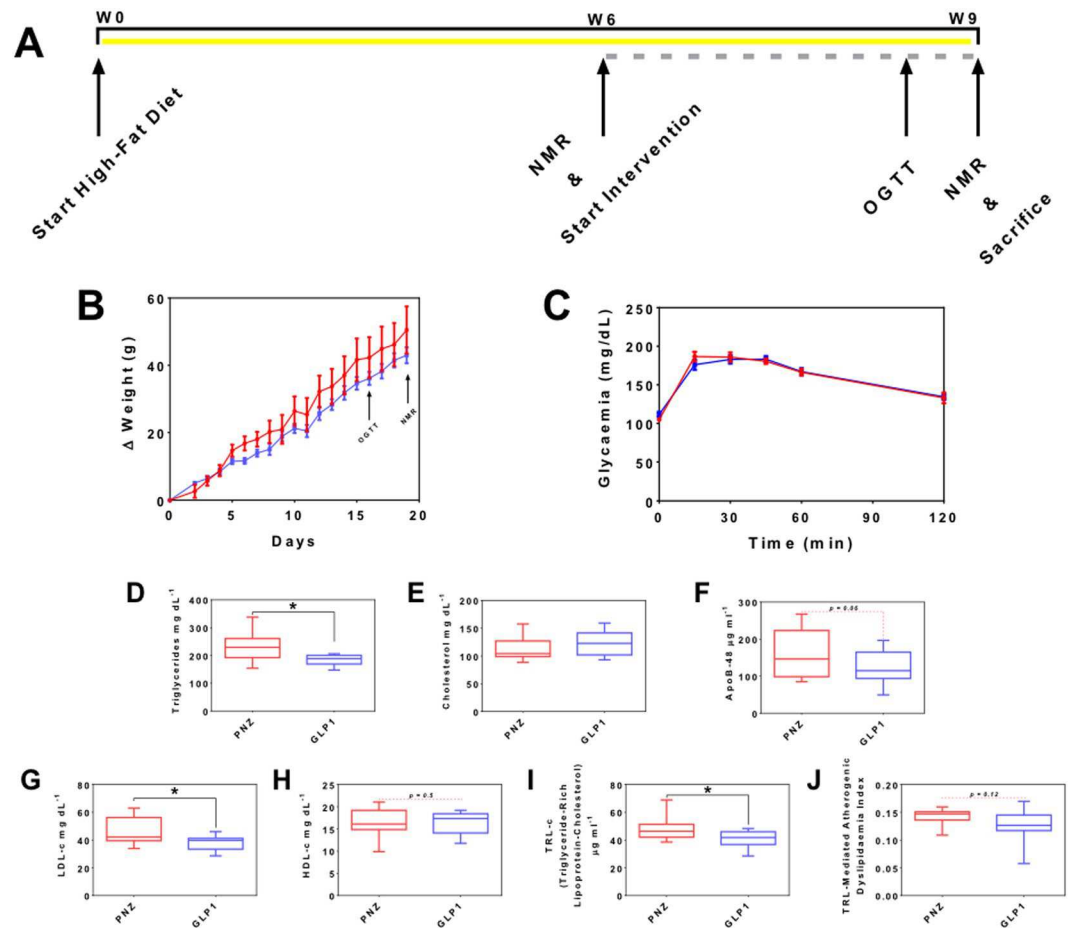 W 0
W 6
W 9
A
Start High-Fat Diet
NMR
&
Start Intervention
OGTT
NMR
&
Sacrifice
B
Δ Weight (g)
60
40
20
0
0
5
10
15
20
Days
OGTT
NMR
C
Glycaemia (mg/dL)
250
200
150
100
50
0
0
30
60
90
120
Time (min)
D
Triglycerides mg dL-1
400
300
200
100
0
*
PNZ
GLP1
E
Cholesterol mg dL-1
200
150
100
50
0
PNZ
GLP1
F
ApoB-48 µg ml-1
300
200
100
0
p = 0.06
PNZ
GLP1
G
LDL-c mg dL-1
80
60
40
20
0
*
PNZ
GLP1
H
HDL-c mg dL-1
25
20
15
10
5
0
p = 0.5
PNZ
GLP1
I
TRL-c
(Triglyceride-Rich
Lipoprotein-Cholesterol)
µg ml-1
80
60
40
20
0
*
PNZ
GLP1
J
TRL-Mediated Atherogenic
Dyslipidaemia Index
0.20
0.15
0.10
0.05
0.00
p = 0.12
PNZ
GLP1